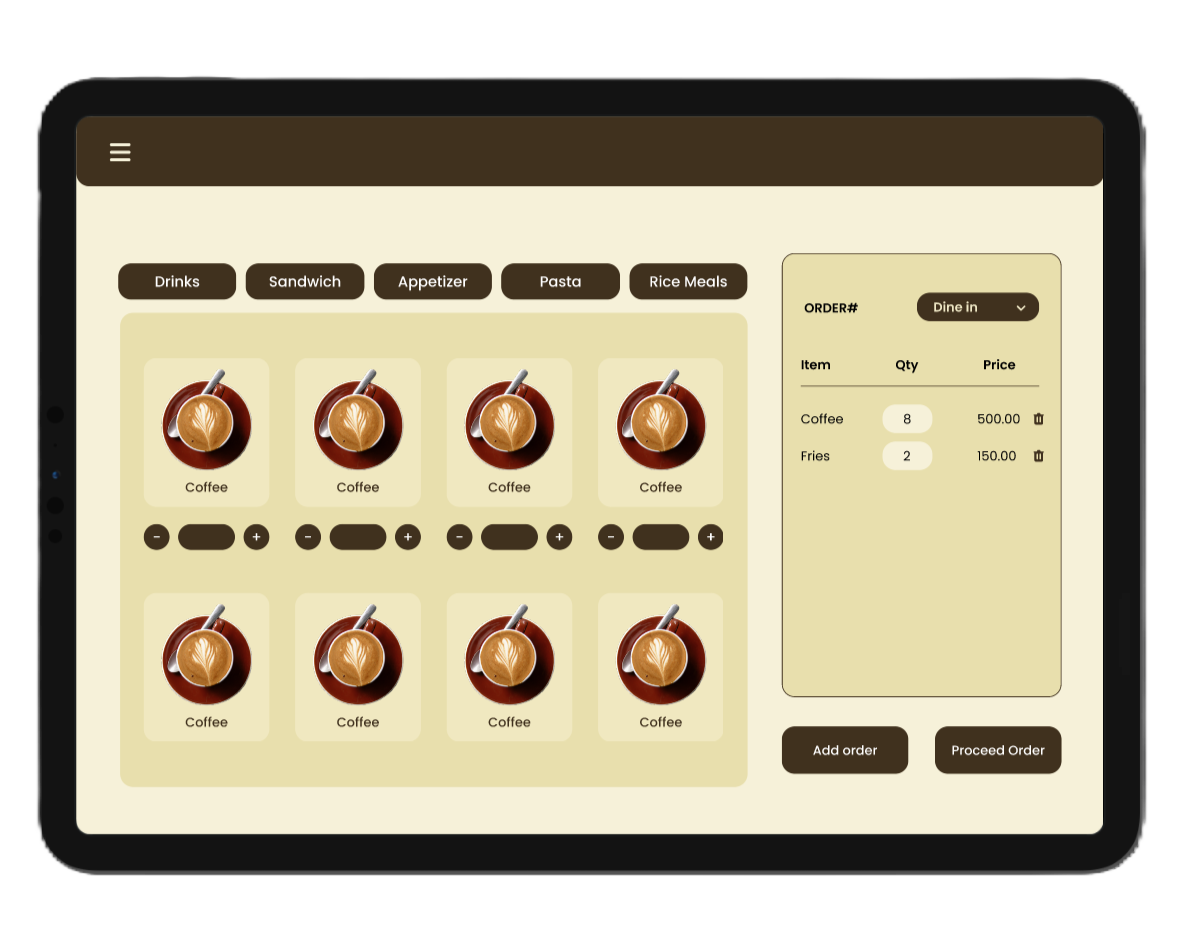 Drinks Sandwich Appetizer Pasta Rice Meals
Coffee Coffee Coffee Coffee
- + - + - + - +
Coffee Coffee Coffee Coffee
ORDER# Dine in
Item Qty Price
Coffee 8 500.00
Fries 2 150.00
Add order Proceed Order